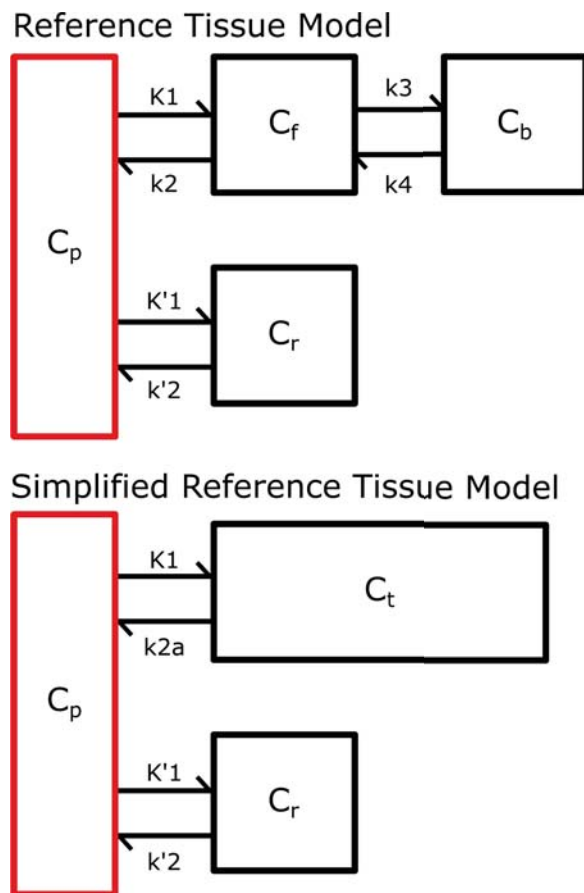 Reference Tissue Model
K1
k3
C_f
C_b
k2
k4
C_p
K'1
C_r
k'2
Simplified Reference Tissue Model
K1
C_t
k2a
C_p
K'1
C_r
k'2